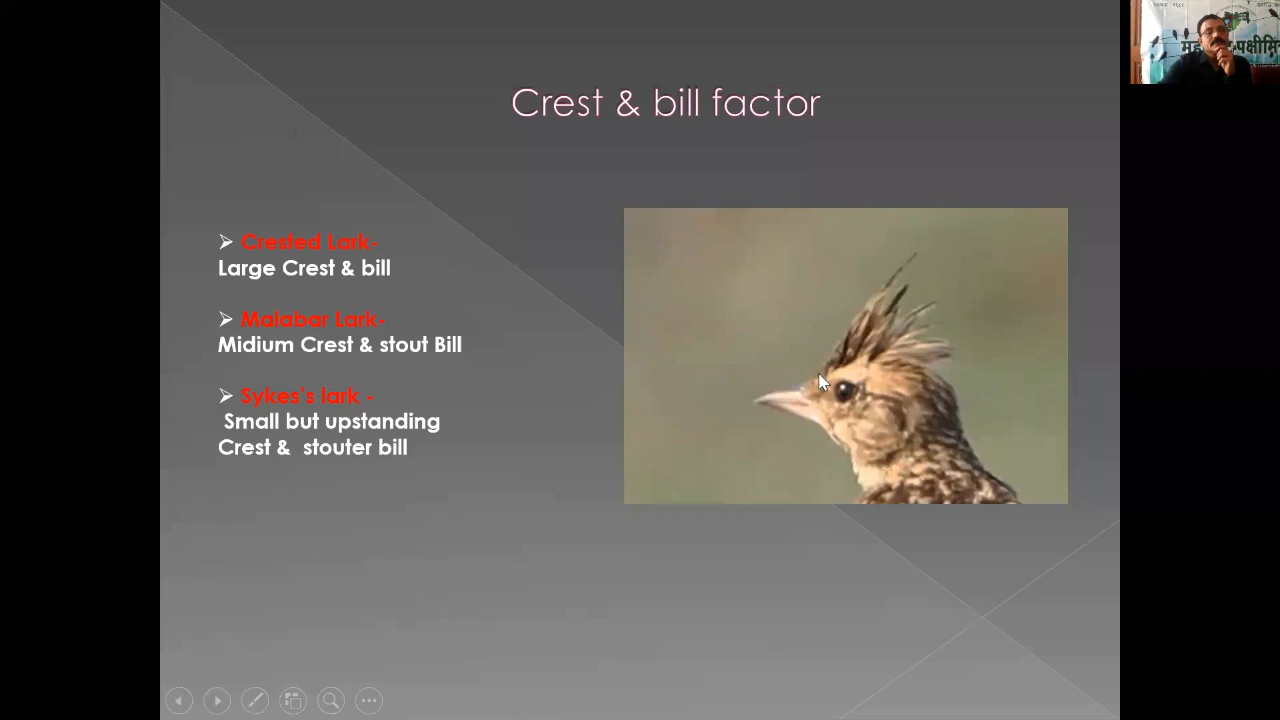 Crest & bill factor
➢ Crested Lark-
Large Crest & bill
➢ Malabar Lark-
Midium Crest & stout Bill
➢ Sykes's lark -
Small but upstanding
Crest & stouter bill